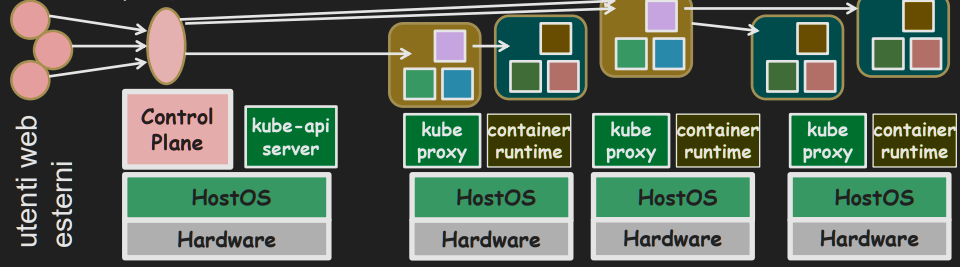 utenti web
esterni
Control
Plane
kube-api
server
HostOS
Hardware
kube
proxy
container
runtime
HostOS
Hardware
kube
proxy
container
runtime
HostOS
Hardware
kube
proxy
container
runtime
HostOS
Hardware